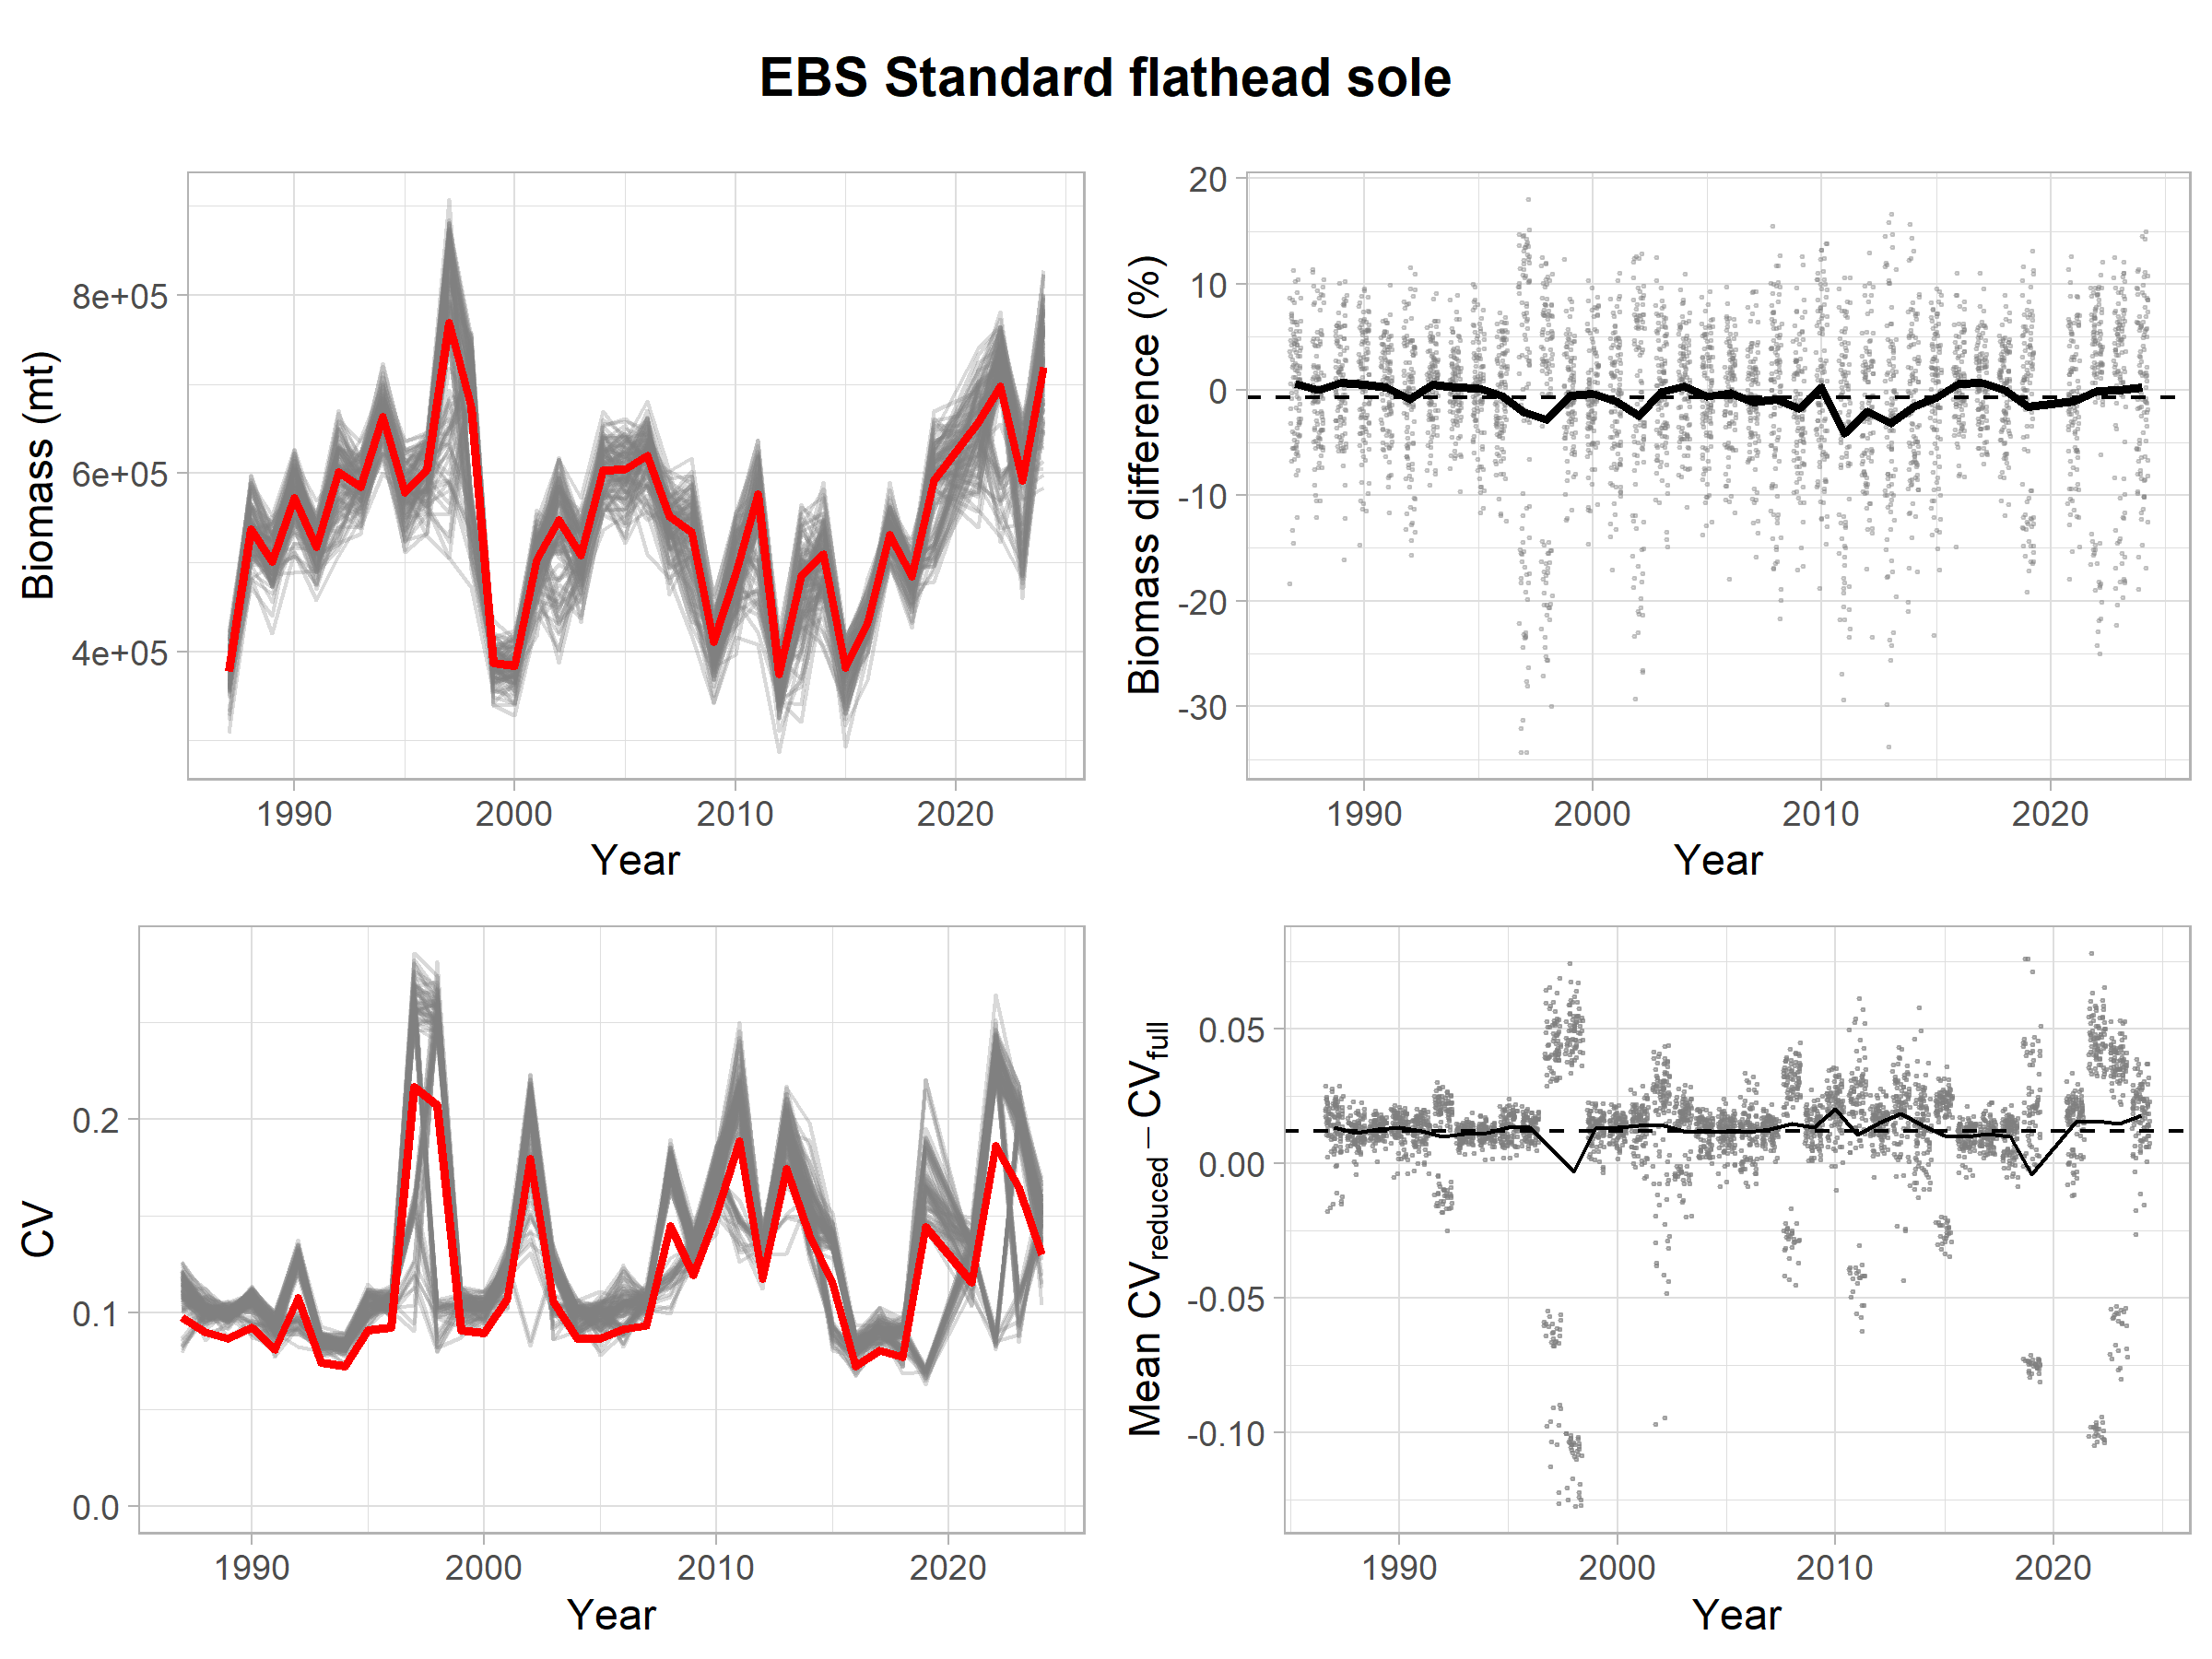 EBS Standard flathead sole
Biomass (mt)
8e+05
6e+05
4e+05
1990 2000 2010 2020
Year
Biomass difference (%)
20
10
0
-10
-20
-30
1990 2000 2010 2020
Year
CV
0.2
0.1
0.0
1990 2000 2010 2020
Year
Mean CVreduced − CVfull
0.05
0.00
-0.05
-0.10
1990 2000 2010 2020
Year